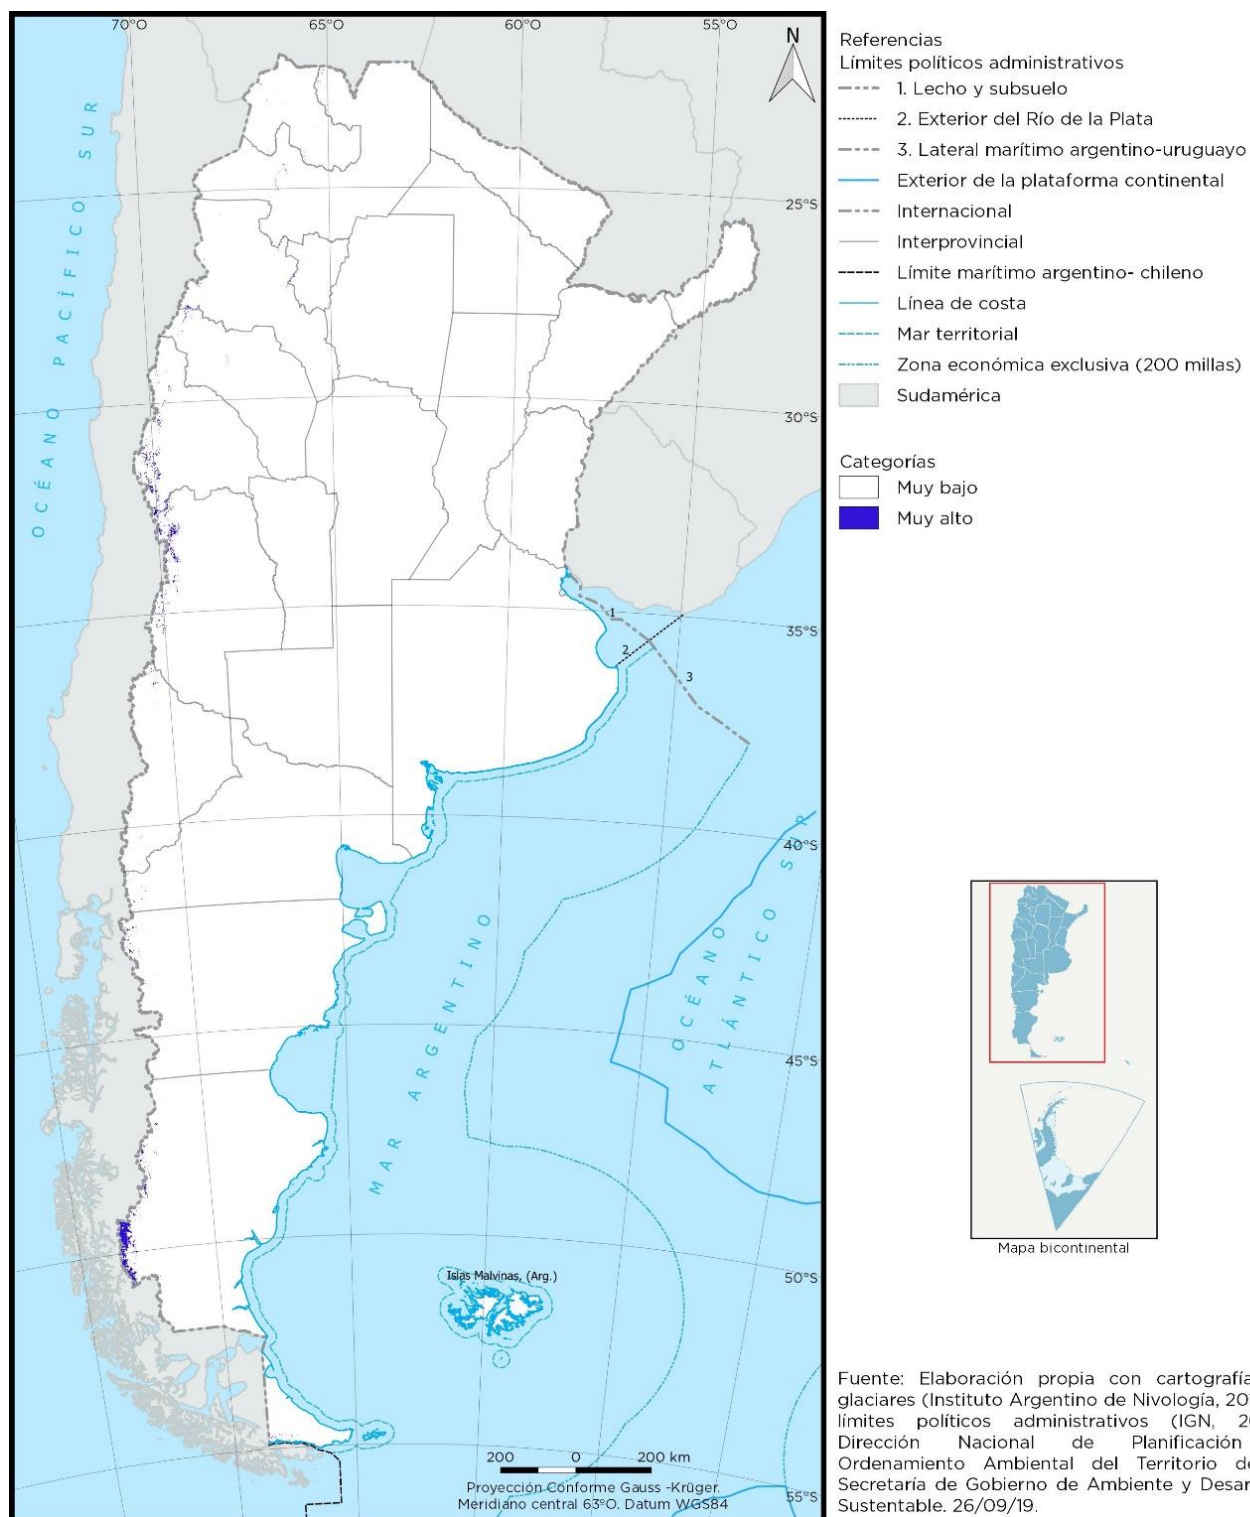 70°O
65°O
60°O
55°O
N
OCÉANO PACÍFICO SUR
25°S
30°S
35°S
40°S
45°S
50°S
55°S
1
2
3
MAR ARGENTINO
OCÉANO
ATLÁNTICO
Islas Malvinas, (Arg.)
200 0 200 km
Proyección Conforme Gauss -Krüger.
Meridiano central 63°O. Datum WGS84
Referencias
Límites políticos administrativos
1. Lecho y subsuelo
2. Exterior del Río de la Plata
3. Lateral marítimo argentino-uruguayo
Exterior de la plataforma continental
Internacional
Interprovincial
Límite marítimo argentino- chileno
Línea de costa
Mar territorial
Zona económica exclusiva (200 millas)
Sudamérica
Categorías
Muy bajo
Muy alto
Mapa bicontinental
Fuente: Elaboración propia con cartografía
glaciares (Instituto Argentino de Nivología,
límites políticos administrativos (IGN,
Dirección Nacional de Planificación
Ordenamiento Ambiental del Territorio
Secretaría de Gobierno de Ambiente y
Sustentable. 26/09/19.